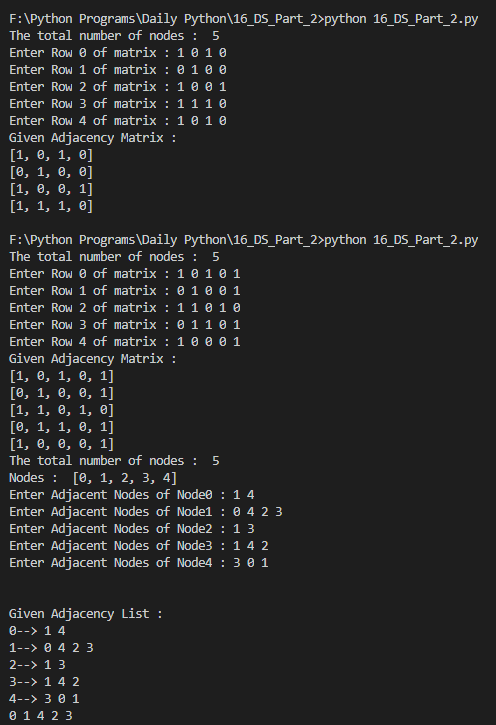 F:\Python Programs\Daily Python\16_DS_Part_2>python 16_DS_Part_2.py
The total number of nodes :  5
Enter Row 0 of matrix : 1 0 1 0
Enter Row 1 of matrix : 0 1 0 0
Enter Row 2 of matrix : 1 0 0 1
Enter Row 3 of matrix : 1 1 1 0
Enter Row 4 of matrix : 1 0 1 0
Given Adjacency Matrix :
[1, 0, 1, 0]
[0, 1, 0, 0]
[1, 0, 0, 1]
[1, 1, 1, 0]
F:\Python Programs\Daily Python\16_DS_Part_2>python 16_DS_Part_2.py
The total number of nodes :  5
Enter Row 0 of matrix : 1 0 1 0 1
Enter Row 1 of matrix : 0 1 0 0 1
Enter Row 2 of matrix : 1 1 0 1 0
Enter Row 3 of matrix : 0 1 1 0 1
Enter Row 4 of matrix : 1 0 0 0 1
Given Adjacency Matrix :
[1, 0, 1, 0, 1]
[0, 1, 0, 0, 1]
[1, 1, 0, 1, 0]
[0, 1, 1, 0, 1]
[1, 0, 0, 0, 1]
The total number of nodes :  5
Nodes :  [0, 1, 2, 3, 4]
Enter Adjacent Nodes of Node0 : 1 4
Enter Adjacent Nodes of Node1 : 0 4 2 3
Enter Adjacent Nodes of Node2 : 1 3
Enter Adjacent Nodes of Node3 : 1 4 2
Enter Adjacent Nodes of Node4 : 3 0 1
Given Adjacency List :
0--> 1 4
1--> 0 4 2 3
2--> 1 3
3--> 1 4 2
4--> 3 0 1
0 1 4 2 3